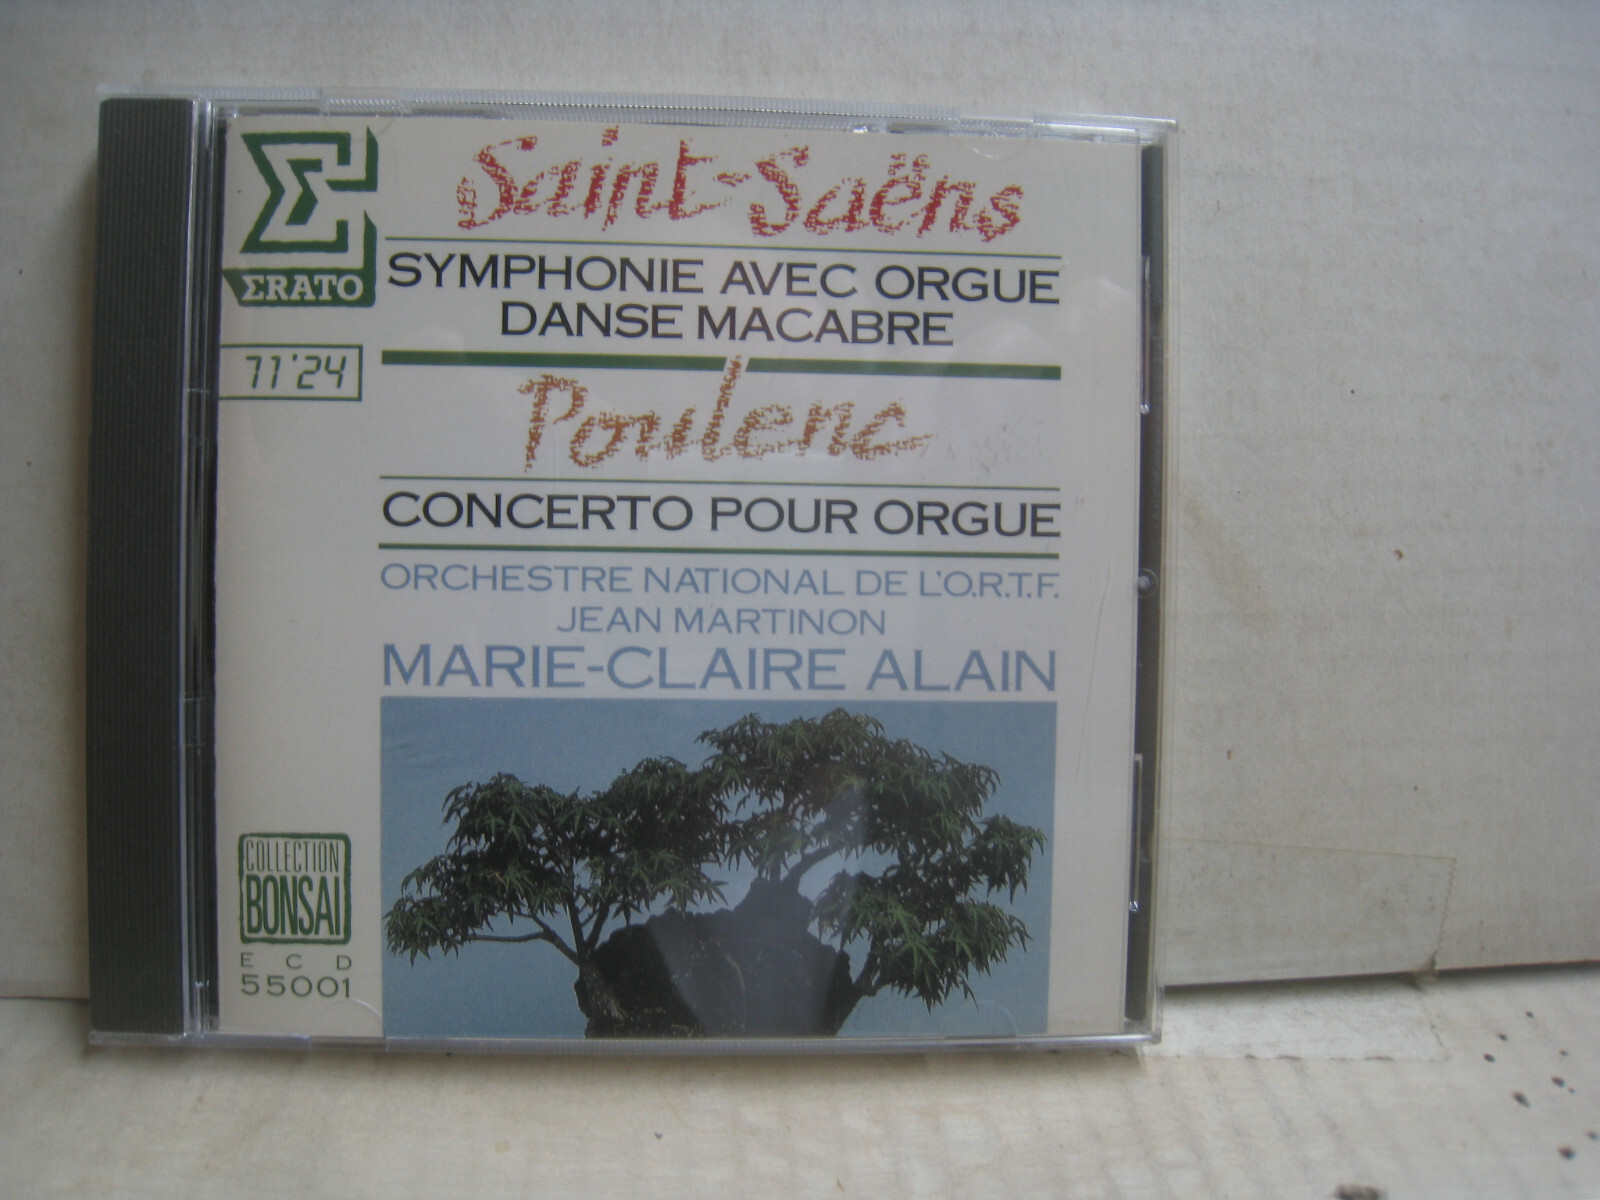 Saint-Saëns
SYMPHONIE AVEC ORGUE
DANSE MACABRE
ΣRATO
71'24
Poulenc
CONCERTO POUR ORGUE
ORCHESTRE NATIONAL DE L'O.R.T.F.
JEAN MARTINON
MARIE-CLAIRE ALAIN
COLLECTION
BONSAI
ECD
55001